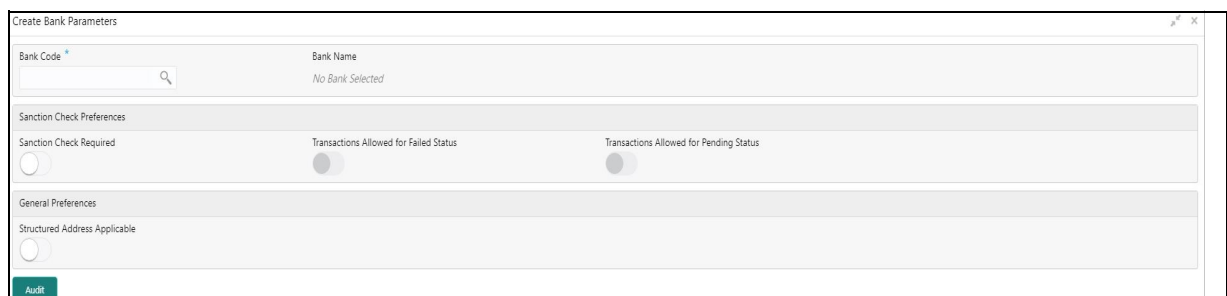 Create Bank Parameters
Bank Code * Bank Name
No Bank Selected
Sanction Check Preferences
Sanction Check Required Transactions Allowed for Failed Status Transactions Allowed for Pending Status
General Preferences
Structured Address Applicable
Audit